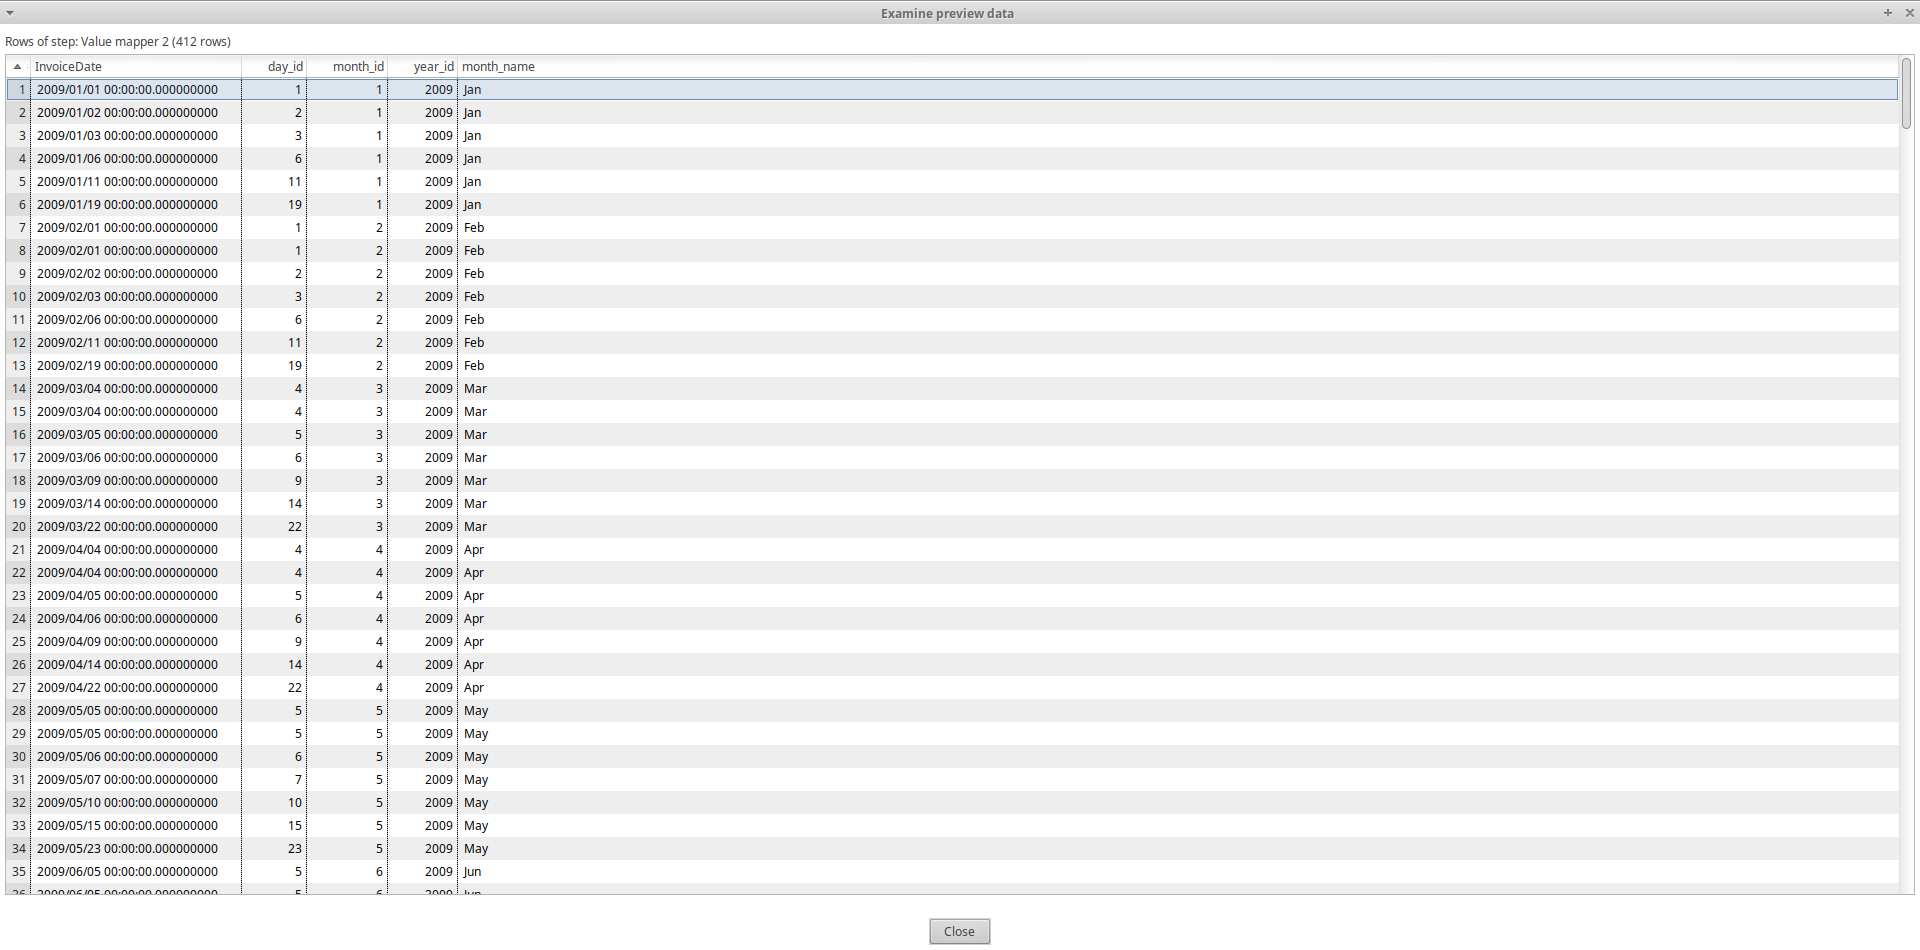 Examine preview data
Rows of step: Value mapper 2 (412 rows)
InvoiceDate day_id month_id year_id month_name
1 2009/01/01 00:00:00.000000000 1 1 2009 Jan
2 2009/01/02 00:00:00.000000000 2 1 2009 Jan
3 2009/01/03 00:00:00.000000000 3 1 2009 Jan
4 2009/01/06 00:00:00.000000000 6 1 2009 Jan
5 2009/01/11 00:00:00.000000000 11 1 2009 Jan
6 2009/01/19 00:00:00.000000000 19 1 2009 Jan
7 2009/02/01 00:00:00.000000000 1 2 2009 Feb
8 2009/02/01 00:00:00.000000000 1 2 2009 Feb
9 2009/02/02 00:00:00.000000000 2 2 2009 Feb
10 2009/02/03 00:00:00.000000000 3 2 2009 Feb
11 2009/02/06 00:00:00.000000000 6 2 2009 Feb
12 2009/02/11 00:00:00.000000000 11 2 2009 Feb
13 2009/02/19 00:00:00.000000000 19 2 2009 Feb
14 2009/03/04 00:00:00.000000000 4 3 2009 Mar
15 2009/03/04 00:00:00.000000000 4 3 2009 Mar
16 2009/03/05 00:00:00.000000000 5 3 2009 Mar
17 2009/03/06 00:00:00.000000000 6 3 2009 Mar
18 2009/03/09 00:00:00.000000000 9 3 2009 Mar
19 2009/03/14 00:00:00.000000000 14 3 2009 Mar
20 2009/03/22 00:00:00.000000000 22 3 2009 Mar
21 2009/04/04 00:00:00.000000000 4 4 2009 Apr
22 2009/04/04 00:00:00.000000000 4 4 2009 Apr
23 2009/04/05 00:00:00.000000000 5 4 2009 Apr
24 2009/04/06 00:00:00.000000000 6 4 2009 Apr
25 2009/04/09 00:00:00.000000000 9 4 2009 Apr
26 2009/04/14 00:00:00.000000000 14 4 2009 Apr
27 2009/04/22 00:00:00.000000000 22 4 2009 Apr
28 2009/05/05 00:00:00.000000000 5 5 2009 May
29 2009/05/05 00:00:00.000000000 5 5 2009 May
30 2009/05/06 00:00:00.000000000 6 5 2009 May
31 2009/05/07 00:00:00.000000000 7 5 2009 May
32 2009/05/10 00:00:00.000000000 10 5 2009 May
33 2009/05/15 00:00:00.000000000 15 5 2009 May
34 2009/05/23 00:00:00.000000000 23 5 2009 May
35 2009/06/05 00:00:00.000000000 5 6 2009 Jun
Close